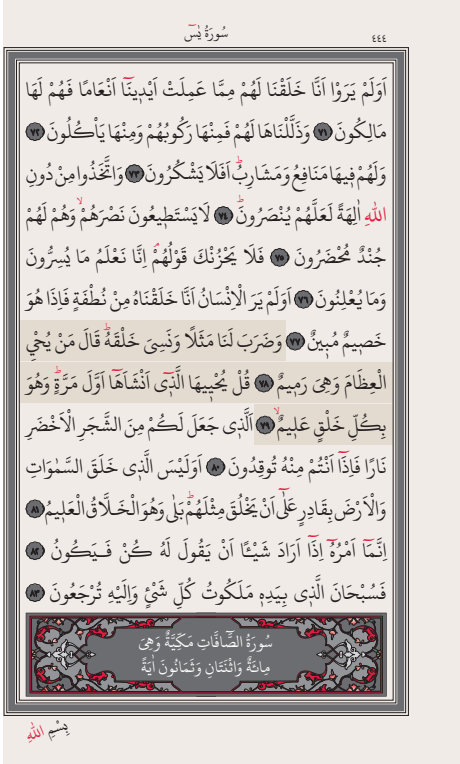 سُورَةُ يٰسٓ
٤٤٤
اَوَلَمْ يَرَوْا اَنَّا خَلَقْنَا لَهُمْ مِمَّا عَمِلَتْ اَيْد۪ينَٓا اَنْعَامًا فَهُمْ لَهَا
مَالِكُونَ ﴿٧١﴾ وَذَلَّلْنَاهَا لَهُمْ فَمِنْهَا رَكُوبُهُمْ وَمِنْهَا يَأْكُلُونَ ﴿٧٢﴾
وَلَهُمْ ف۪يهَا مَنَافِعُ وَمَشَارِبُۜ اَفَلَا يَشْكُرُونَ ﴿٧٣﴾ وَاتَّخَذُوا مِنْ دُونِ
اللّٰهِ اٰلِهَةً لَعَلَّهُمْ يُنْصَرُونَۜ ﴿٧٤﴾ لَا يَسْتَط۪يعُونَ نَصْرَهُمْۙ وَهُمْ لَهُمْ
جُنْدٌ مُحْضَرُونَ ﴿٧٥﴾ فَلَا يَحْزُنْكَ قَوْلُهُمْۢ اِنَّا نَعْلَمُ مَا يُسِرُّونَ
وَمَا يُعْلِنُونَ ﴿٧٦﴾ اَوَلَمْ يَرَ الْاِنْسَانُ اَنَّا خَلَقْنَاهُ مِنْ نُطْفَةٍ فَاِذَا هُوَ
خَص۪يمٌ مُب۪ينٌ ﴿٧٧﴾ وَضَرَبَ لَنَا مَثَلًا وَنَسِيَ خَلْقَهُۜ قَالَ مَنْ يُحْيِ
الْعِظَامَ وَهِيَ رَم۪يمٌ ﴿٧٨﴾ قُلْ يُحْي۪يهَا الَّذ۪ٓي اَنْشَاَهَٓا اَوَّلَ مَرَّةٍۜ وَهُوَ
بِكُلِّ خَلْقٍ عَل۪يمٌۙ ﴿٧٩﴾ اَلَّذ۪ي جَعَلَ لَكُمْ مِنَ الشَّجَرِ الْاَخْضَرِ
نَارًا فَاِذَٓا اَنْتُمْ مِنْهُ تُوقِدُونَ ﴿٨٠﴾ اَوَلَيْسَ الَّذ۪ي خَلَقَ السَّمٰوَاتِ
وَالْاَرْضَ بِقَادِرٍ عَلٰٓى اَنْ يَخْلُقَ مِثْلَهُمْۜ بَلٰى وَهُوَ الْخَلَّاقُ الْعَل۪يمُ ﴿٨١﴾
اِنَّمَٓا اَمْرُهُٓ اِذَٓا اَرَادَ شَيْـًٔا اَنْ يَقُولَ لَهُ كُنْ فَيَكُونُ ﴿٨٢﴾
فَسُبْحَانَ الَّذ۪ي بِيَدِه۪ مَلَكُوتُ كُلِّ شَيْءٍ وَاِلَيْهِ تُرْجَعُونَ ﴿٨٣﴾
سُورَةُ الصَّٓافَّاتِ مَكِّيَّةٌ وَهِيَ
مِائَةٌ وَاثْنَتَانِ وَثَمَانُونَ اٰيَةً
بِسْمِ اللّٰهِ